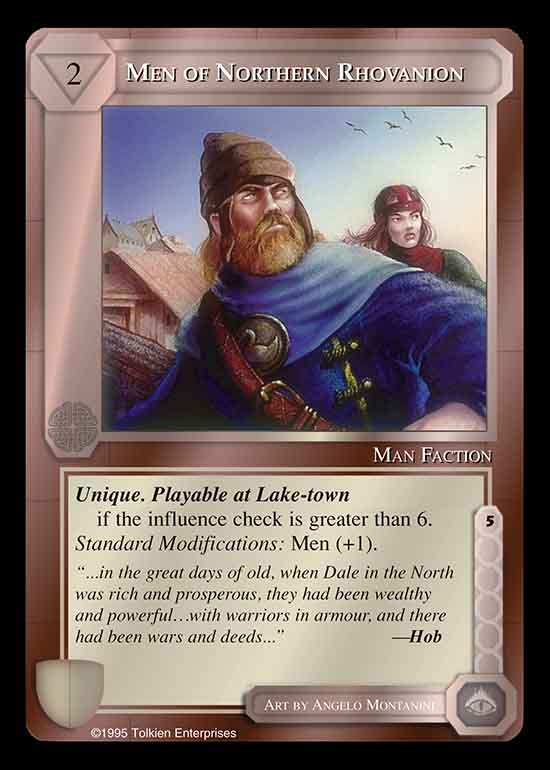 2
Men of Northern Rhovanion
Man Faction
Unique. Playable at Lake-town
if the influence check is greater than 6.
Standard Modifications: Men (+1).
“...in the great days of old, when Dale in the North
was rich and prosperous, they had been wealthy
and powerful…with warriors in armour, and there
had been wars and deeds...” —Hob
5
Art by Angelo Montanini
©1995 Tolkien Enterprises